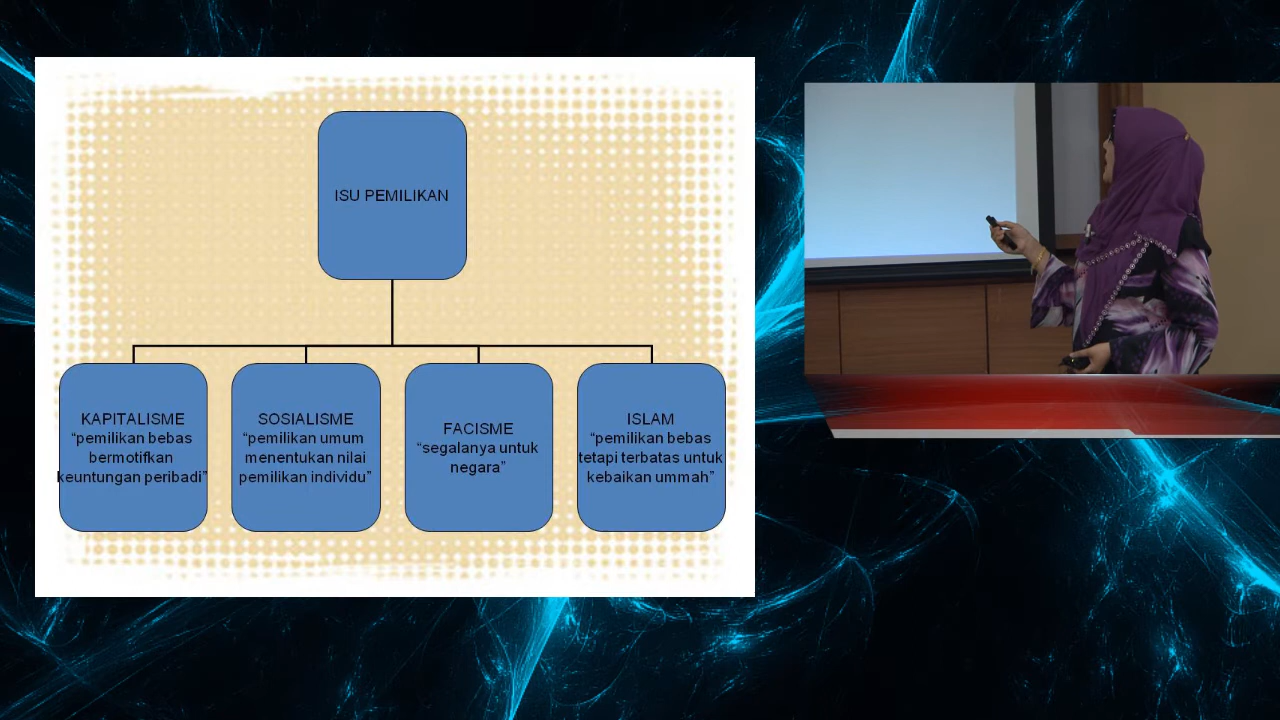 ISU PEMILIKAN
KAPITALISME
“pemilikan bebas
bermotifkan
keuntungan peribadi”
SOSIALISME
“pemilikan umum
menentukan nilai
pemilikan individu”
FACISME
“segalanya untuk
negara”
ISLAM
“pemilikan bebas
tetapi terbatas untuk
kebaikan ummah”